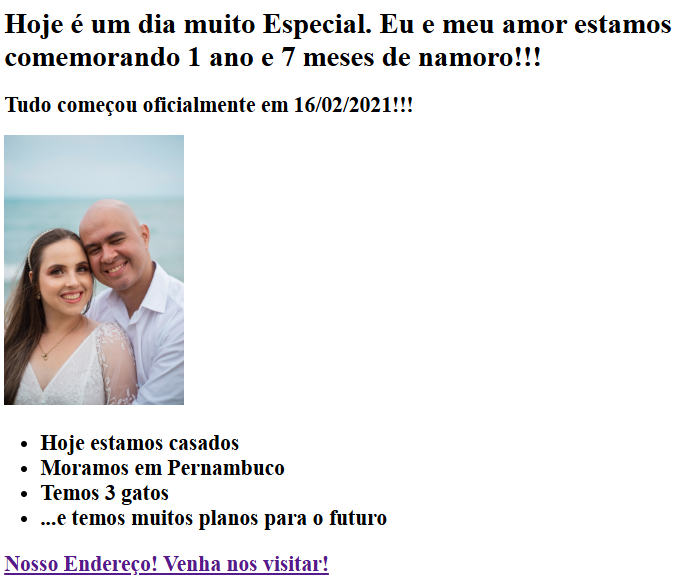 Hoje é um dia muito Especial. Eu e meu amor estamos
comemorando 1 ano e 7 meses de namoro!!!
Tudo começou oficialmente em 16/02/2021!!!
• Hoje estamos casados
• Moramos em Pernambuco
• Temos 3 gatos
• ...e temos muitos planos para o futuro
Nosso Endereço! Venha nos visitar!